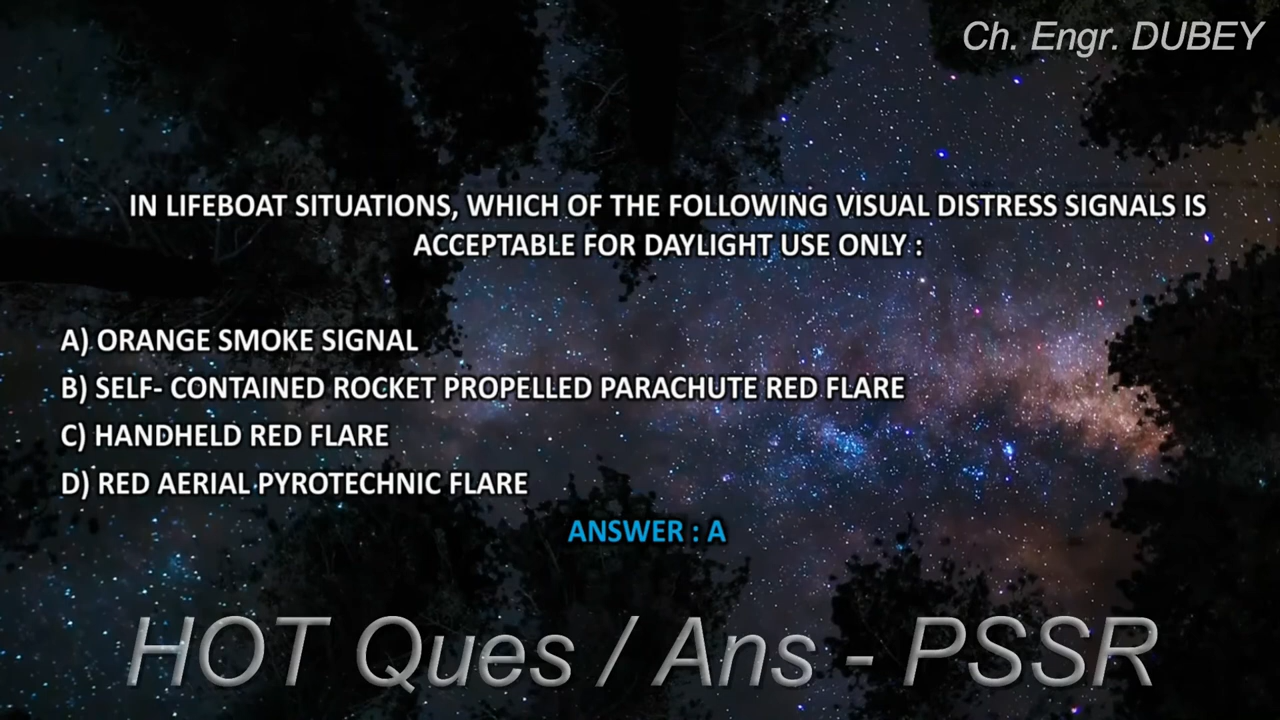 Ch. Engr. DUBEY
IN LIFEBOAT SITUATIONS, WHICH OF THE FOLLOWING VISUAL DISTRESS SIGNALS IS
ACCEPTABLE FOR DAYLIGHT USE ONLY :
A) ORANGE SMOKE SIGNAL
B) SELF- CONTAINED ROCKET PROPELLED PARACHUTE RED FLARE
C) HANDHELD RED FLARE
D) RED AERIAL PYROTECHNIC FLARE
ANSWER : A
HOT Ques / Ans - PSSR